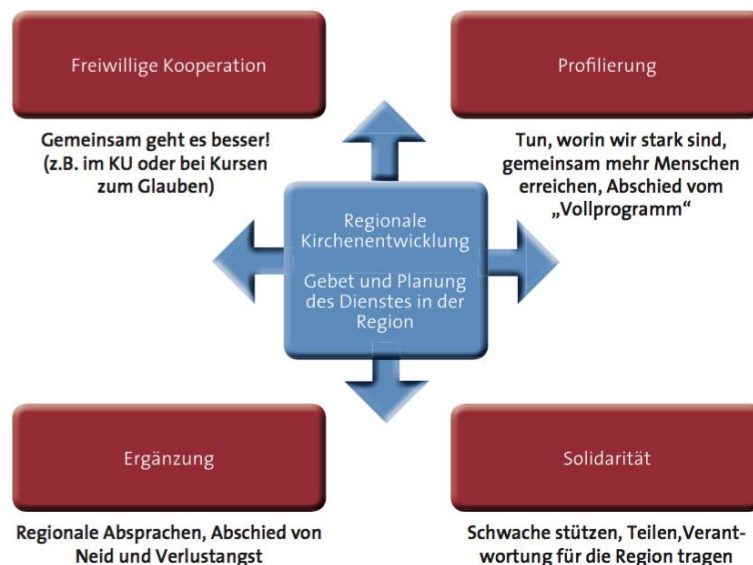 Freiwillige Kooperation
Gemeinsam geht es besser!
(z.B. im KU oder bei Kursen
zum Glauben)
Profilierung
Tun, worin wir stark sind,
gemeinsam mehr Menschen
erreichen, Abschied vom
„Vollprogramm“
Regionale
Kirchenentwicklung
Gebet und Planung
des Dienstes in der
Region
Ergänzung
Regionale Absprachen, Abschied von
Neid und Verlustangst
Solidarität
Schwache stützen, Teilen,Verant-
wortung für die Region tragen